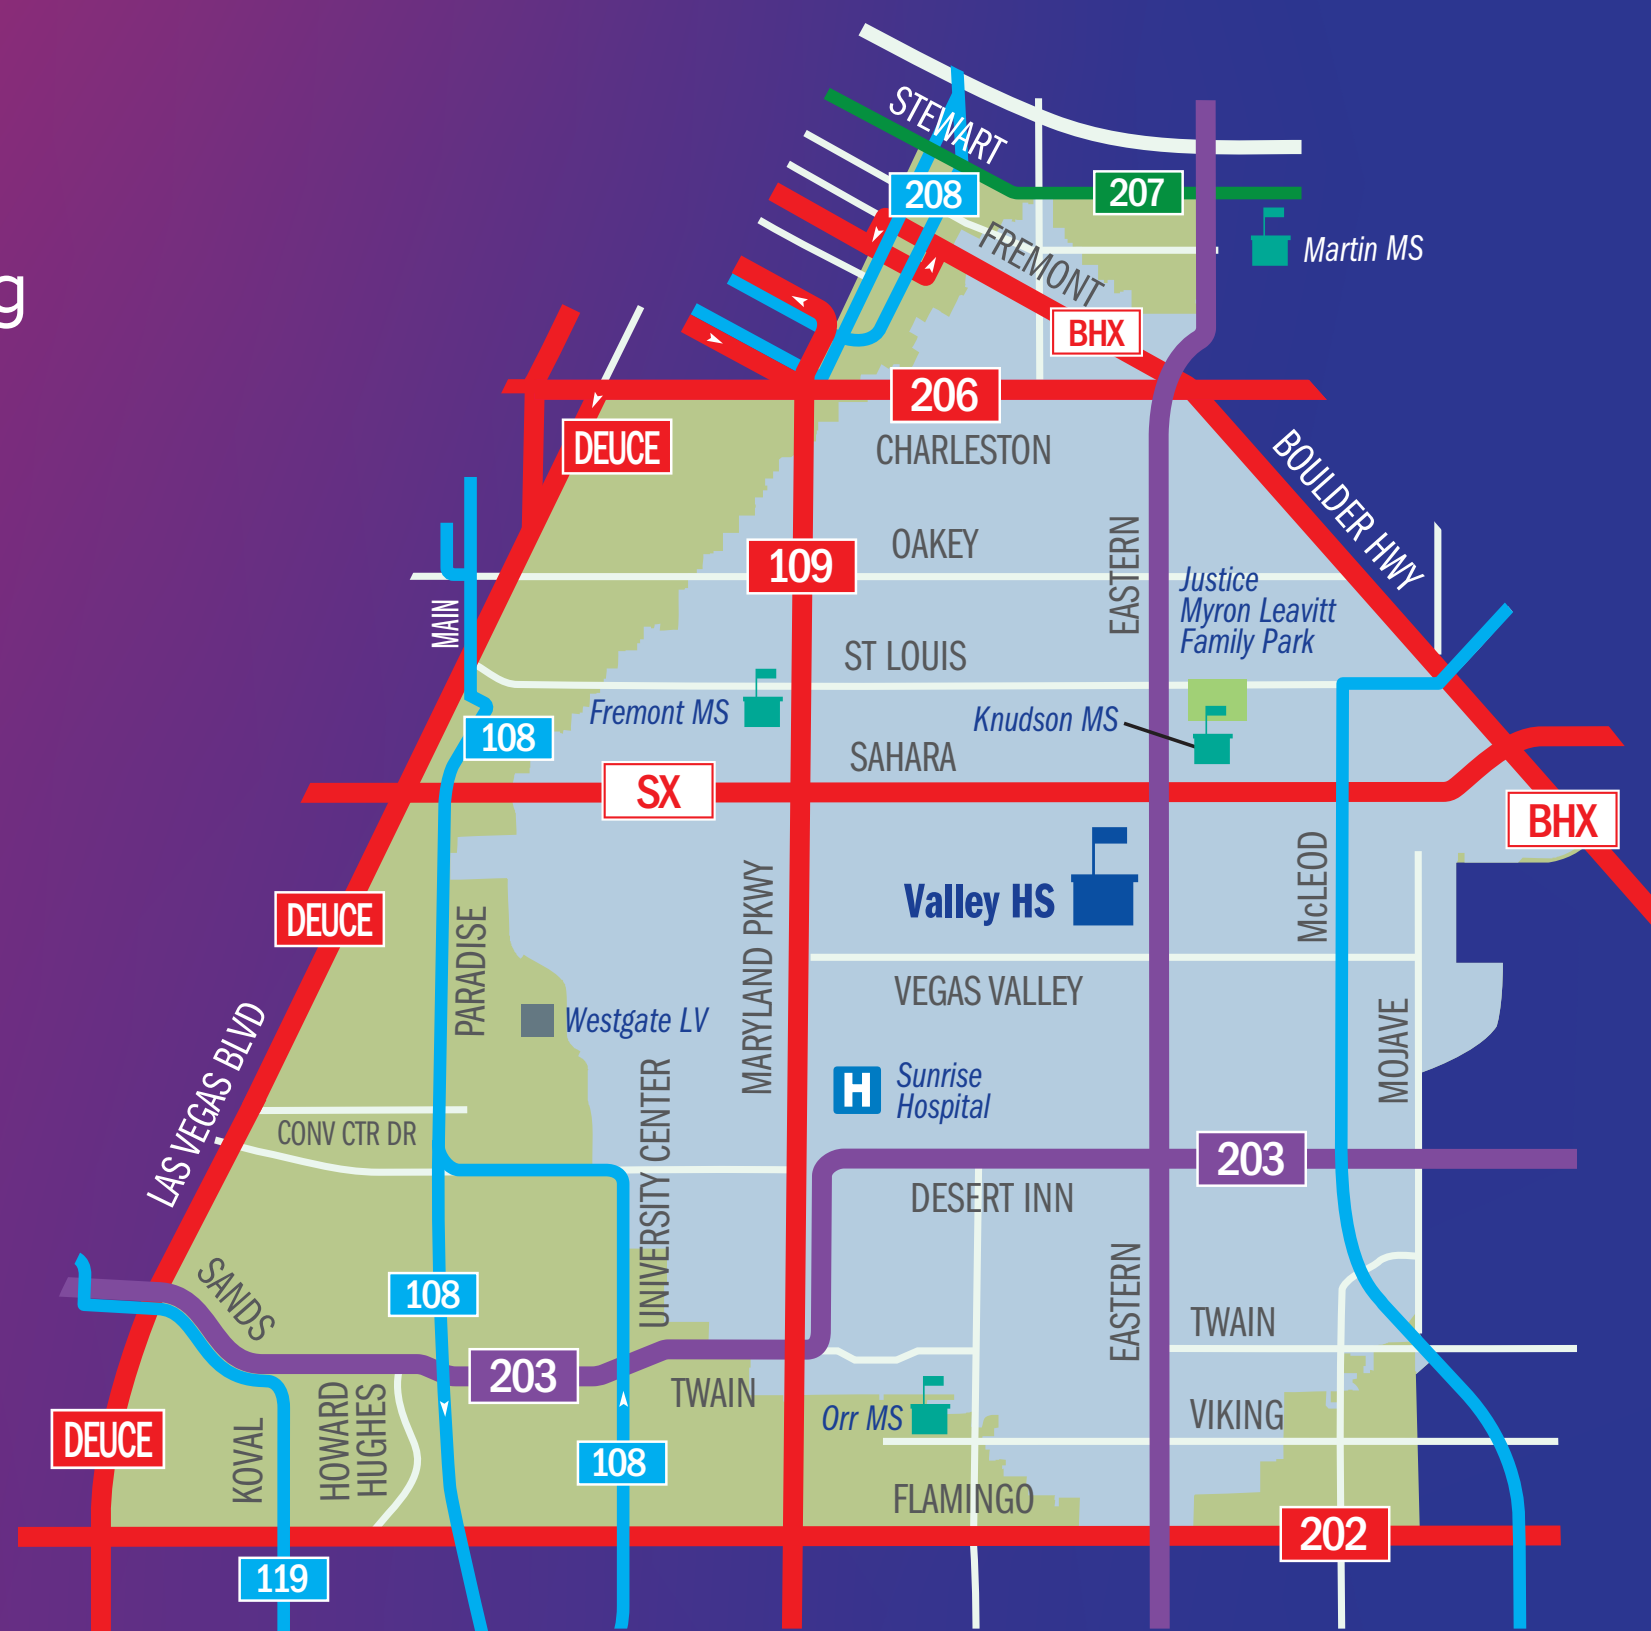 g
STEWART
208
207
Martin MS
FREMONT
BHX
206
DEUCE
CHARLESTON
BOULDER HWY
OAKEY
109
EASTERN
Justice
Myron Leavitt
Family Park
MAIN
ST LOUIS
Fremont MS
Knudson MS
108
SAHARA
SX
BHX
McLEOD
Valley HS
DEUCE
PARADISE
MARYLAND PKWY
VEGAS VALLEY
Westgate LV
MOJAVE
LAS VEGAS BLVD
Sunrise
Hospital
H
UNIVERSITY CENTER
CONV CTR DR
203
DESERT INN
SANDS
108
EASTERN
TWAIN
203
TWAIN
HOWARD
HUGHES
KOVAL
Orr MS
VIKING
DEUCE
108
FLAMINGO
202
119